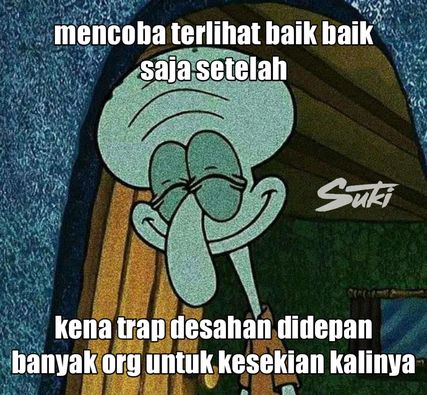 mencoba terlihat baik baik
saja setelah
Suki
kena trap desahan didepan
banyak org untuk kesekian kalinya